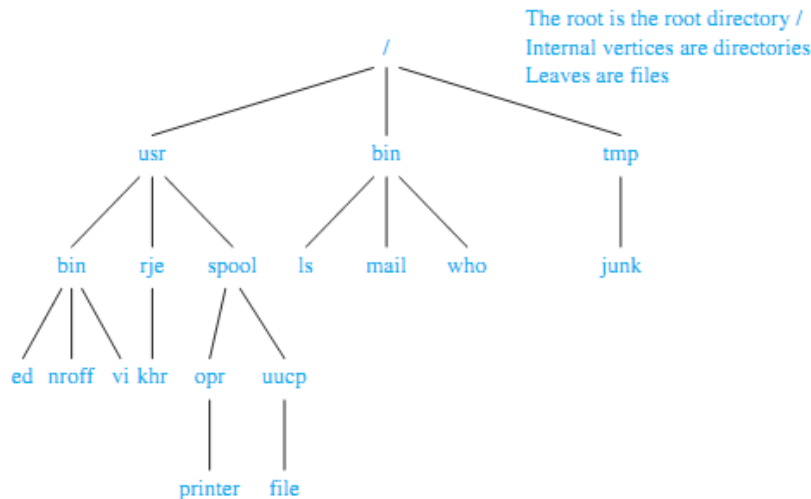 The root is the root directory /
Internal vertices are directories
Leaves are files
/
usr bin tmp
bin rje spool ls mail who junk
ed nroff vi khr opr uucp
printer file